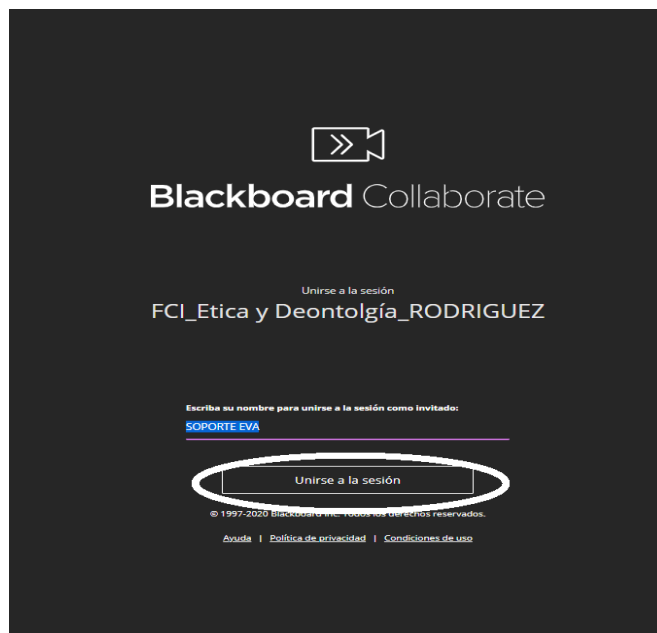 Blackboard Collaborate
Unirse a la sesión
FCI_Etica y Deontolgía_RODRIGUEZ
Escriba su nombre para unirse a la sesión como invitado:
SOPORTE EVA
Unirse a la sesión
© 1997-2020 Blackboard Inc. Todos los derechos reservados.
Ayuda | Política de privacidad | Condiciones de uso